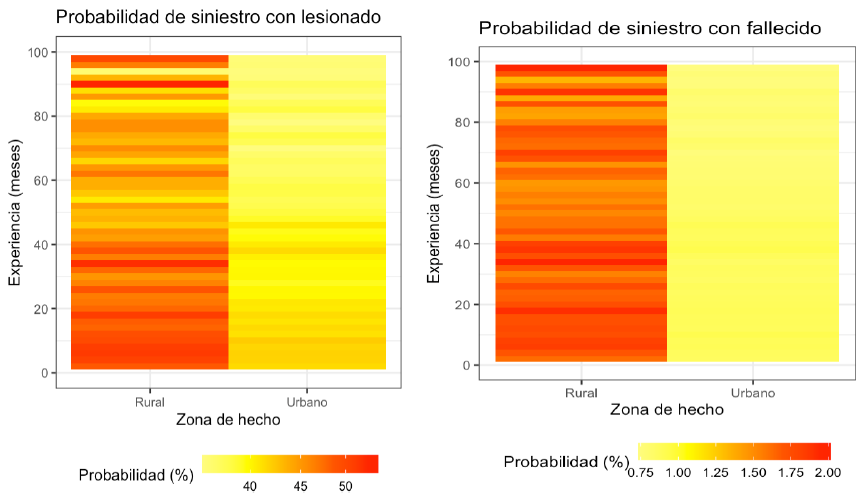 Probabilidad de siniestro con lesionado
Experiencia (meses)
100
80
60
40
20
0
Rural
Urbano
Zona de hecho
Probabilidad (%)
40
45
50
Probabilidad de siniestro con fallecido
Experiencia (meses)
100
80
60
40
20
0
Rural
Urbano
Zona de hecho
Probabilidad (%)
0.75
1.00
1.25
1.50
1.75
2.00